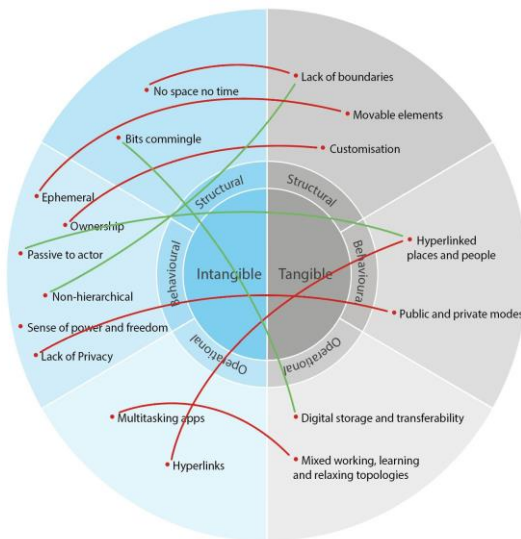 No space no time
Bits commingle
Ephemeral
Ownership
Passive to actor
Non-hierarchical
Sense of power and freedom
Lack of Privacy
Multitasking apps
Hyperlinks
Structural
Behavioural
Operational
Intangible
Tangible
Structural
Behavioural
Operational
Lack of boundaries
Movable elements
Customisation
Hyperlinked
places and people
Public and private modes
Digital storage and transferability
Mixed working, learning
and relaxing topologies